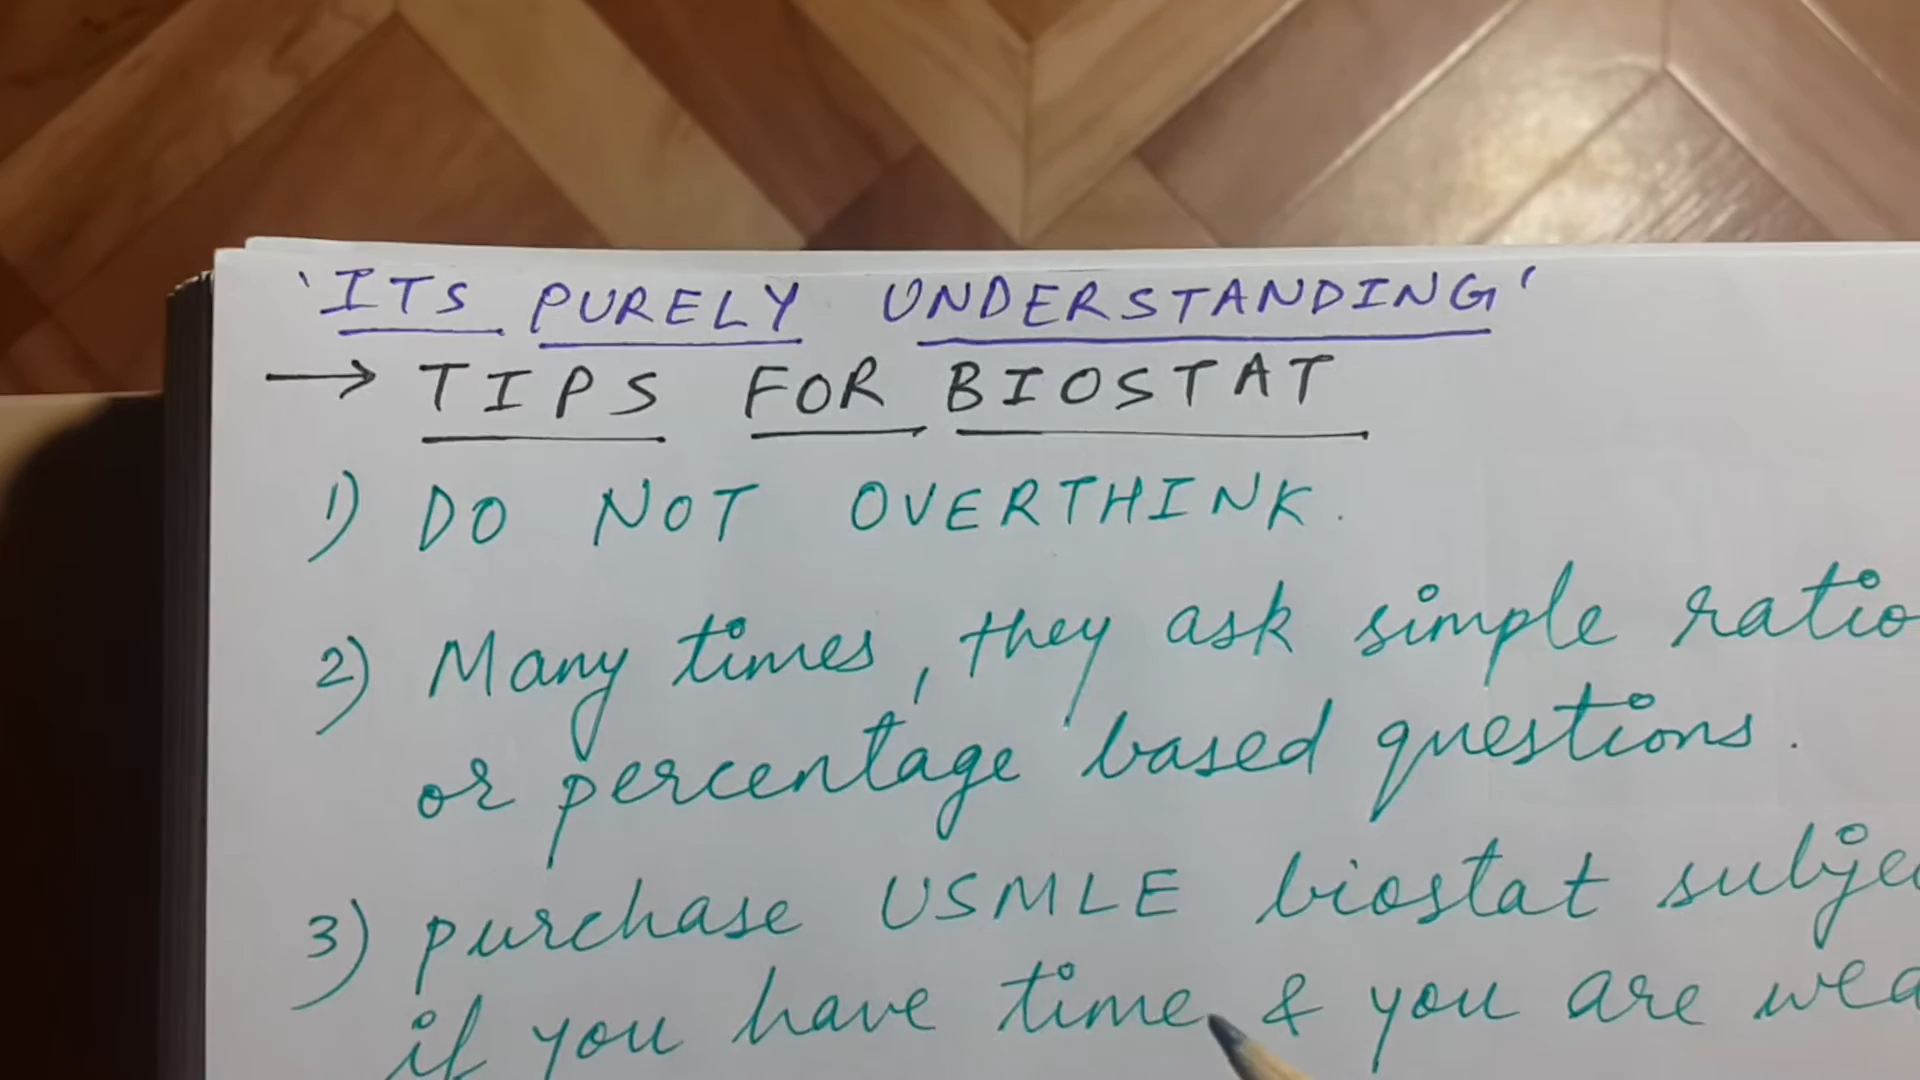 'ITS PURELY UNDERSTANDING'
→ TIPS FOR BIOSTAT
1) DO NOT OVERTHINK.
2) Many times, they ask simple ratio
or percentage based questions.
3) purchase USMLE biostat
if you have time & you are